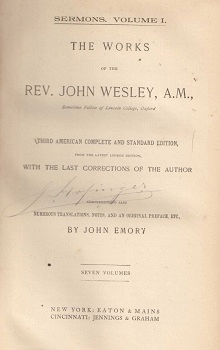 SERMONS. VOLUME I.
THE WORKS
OF THE
REV. JOHN WESLEY, A.M.,
Sometime Fellow of Lincoln College, Oxford
THIRD AMERICAN COMPLETE AND STANDARD EDITION,
FROM THE LATEST LONDON EDITION,
WITH THE LAST CORRECTIONS OF THE AUTHOR
NUMEROUS TRANSLATIONS, NOTES, AND AN ORIGINAL PREFACE, ETC.,
BY JOHN EMORY
SEVEN VOLUMES
NEW YORK: EATON & MAINS
CINCINNATI: JENNINGS & GRAHAM